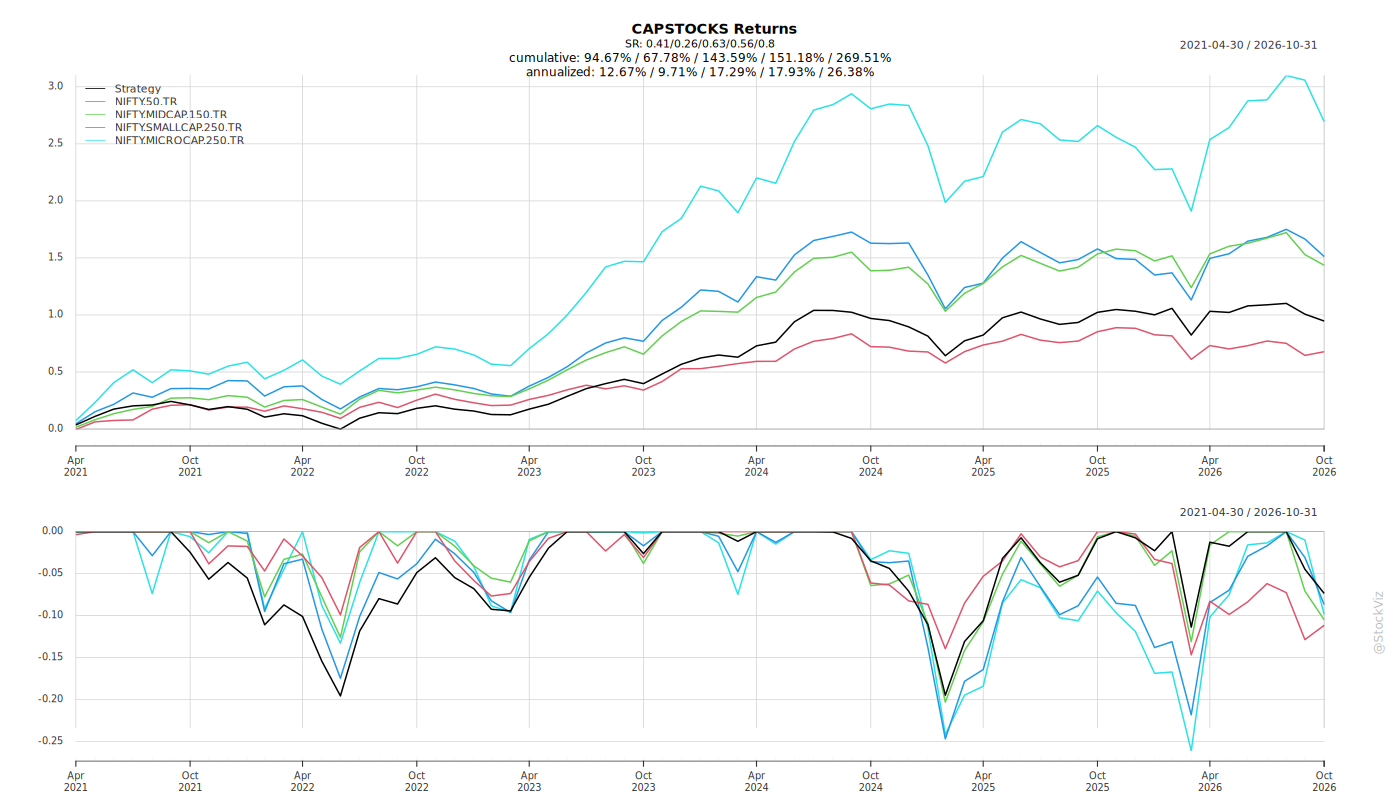 CAPSTOCKS Returns
SR: 0.41/0.26/0.63/0.56/0.8
cumulative: 94.67% / 67.78% / 143.59% / 151.18% / 269.51%
annualized: 12.67% / 9.71% / 17.29% / 17.93% / 26.38%
2021-04-30 / 2026-10-31
Strategy
NIFTY.50.TR
NIFTY.MIDCAP.150.TR
NIFTY.SMALLCAP.250.TR
NIFTY.MICROCAP.250.TR
3.0
2.5
2.0
1.5
1.0
0.5
0.0
Apr Oct Apr Oct Apr Oct Apr Oct Apr Oct Apr Oct
2021 2021 2022 2022 2023 2023 2024 2024 2025 2025 2026 2026
2021-04-30 / 2026-10-31
0.00
-0.05
-0.10
-0.15
-0.20
-0.25
Apr Oct Apr Oct Apr Oct Apr Oct Apr Oct Apr Oct
2021 2021 2022 2022 2023 2023 2024 2024 2025 2025 2026 2026
@StockViz